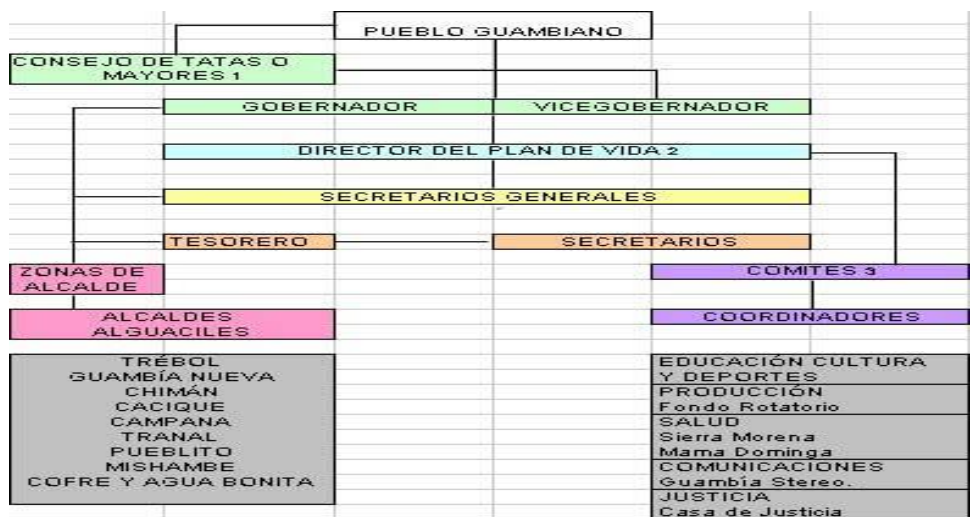 PUEBLO GUAMBIANO
CONSEJO DE TATAS O
MAYORES 1
GOBERNADOR
VICEGOBERNADOR
DIRECTOR DEL PLAN DE VIDA 2
SECRETARIOS GENERALES
TESORERO
SECRETARIOS
ZONAS DE
ALCALDE
COMITES 3
ALCALDES
ALGUACILES
COORDINADORES
TRÉBOL
GUAMBÍA NUEVA
CHIMÁN
CACIQUE
CAMPANA
TRANAL
PUEBLITO
MISHAMBE
COFRE Y AGUA BONITA
EDUCACIÓN CULTURA
Y DEPORTES
PRODUCCIÓN
Fondo Rotatorio
SALUD
Sierra Morena
Mama Dominga
COMUNICACIONES
Guambía Stereo.
JUSTICIA
Casa de Justicia